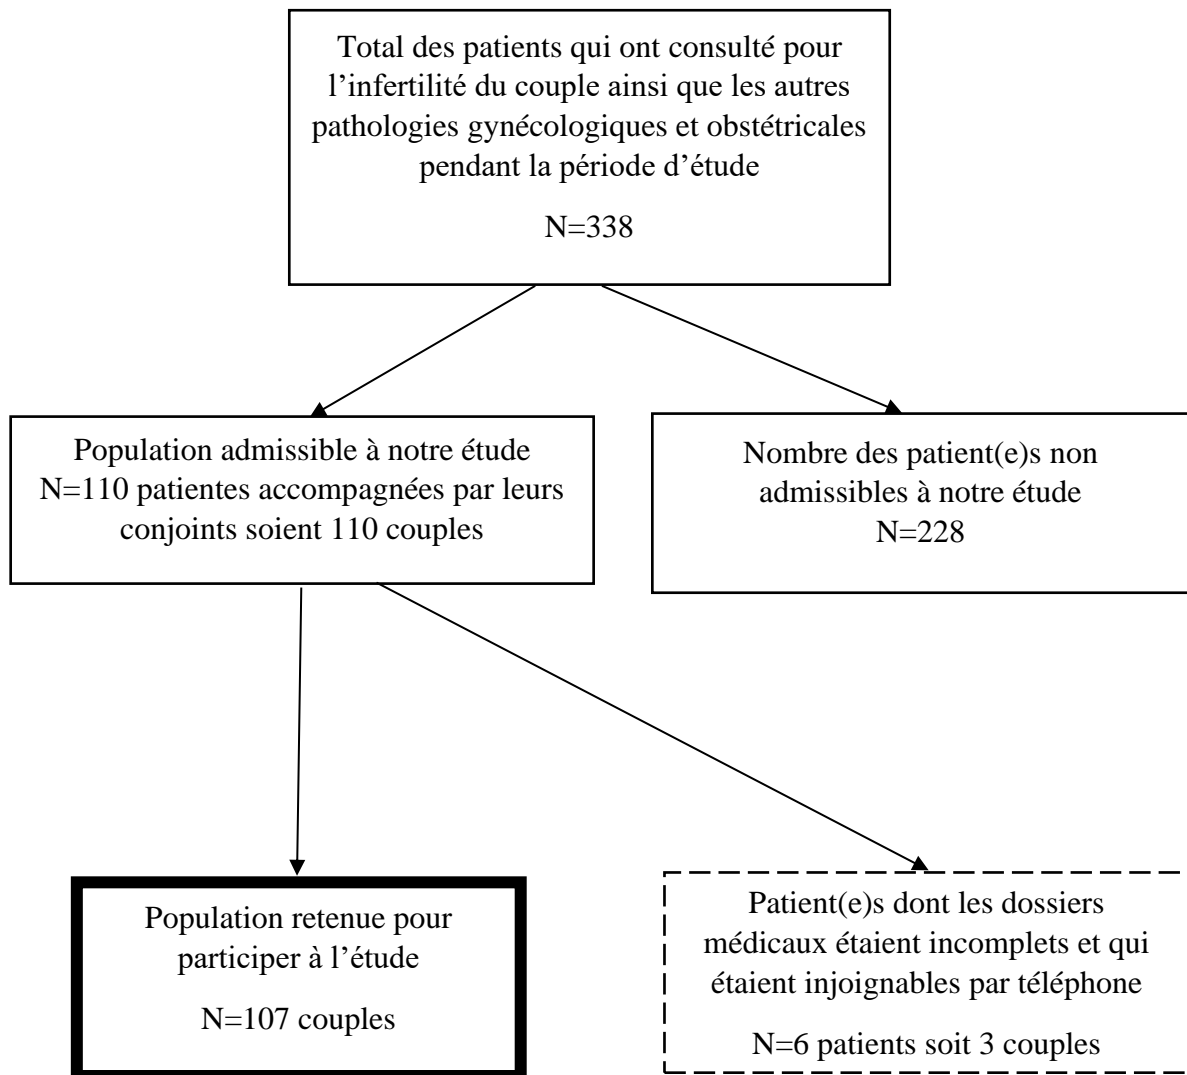 Total des patients qui ont consulté pour
l’infertilité du couple ainsi que les autres
pathologies gynécologiques et obstétricales
pendant la période d’étude
N=338
Population admissible à notre étude
N=110 patientes accompagnées par leurs
conjoints soient 110 couples
Nombre des patient(e)s non
admissibles à notre étude
N=228
Population retenue pour
participer à l’étude
N=107 couples
Patient(e)s dont les dossiers
médicaux étaient incomplets et qui
étaient injoignables par téléphone
N=6 patients soit 3 couples